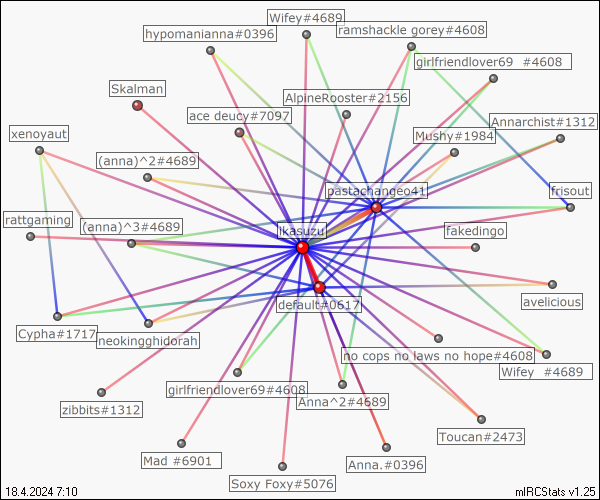 Wifey#4689
hypomanianna#0396
ramshackle gorey#4608
girlfriendlover69 #4608
Skalman
AlpineRooster#2156
ace deucy#7097
Annarchist#1312
xenoyaut
Mushy#1984
(anna)^2#4689
pastachangeo41
frisout
rattgaming
(anna)^3#4689
ikasuzu
fakedingo
avelicious
default#0617
Cypha#1717
neokingghidorah
no cops no laws no hope#4608
Wifey #4689
girlfriendlover69#4608
Anna^2#4689
zibbits#1312
Toucan#2473
Mad #6901
Anna.#0396
Soxy Foxy#5076
18.4.2024 7:10
mIRCStats v1.25